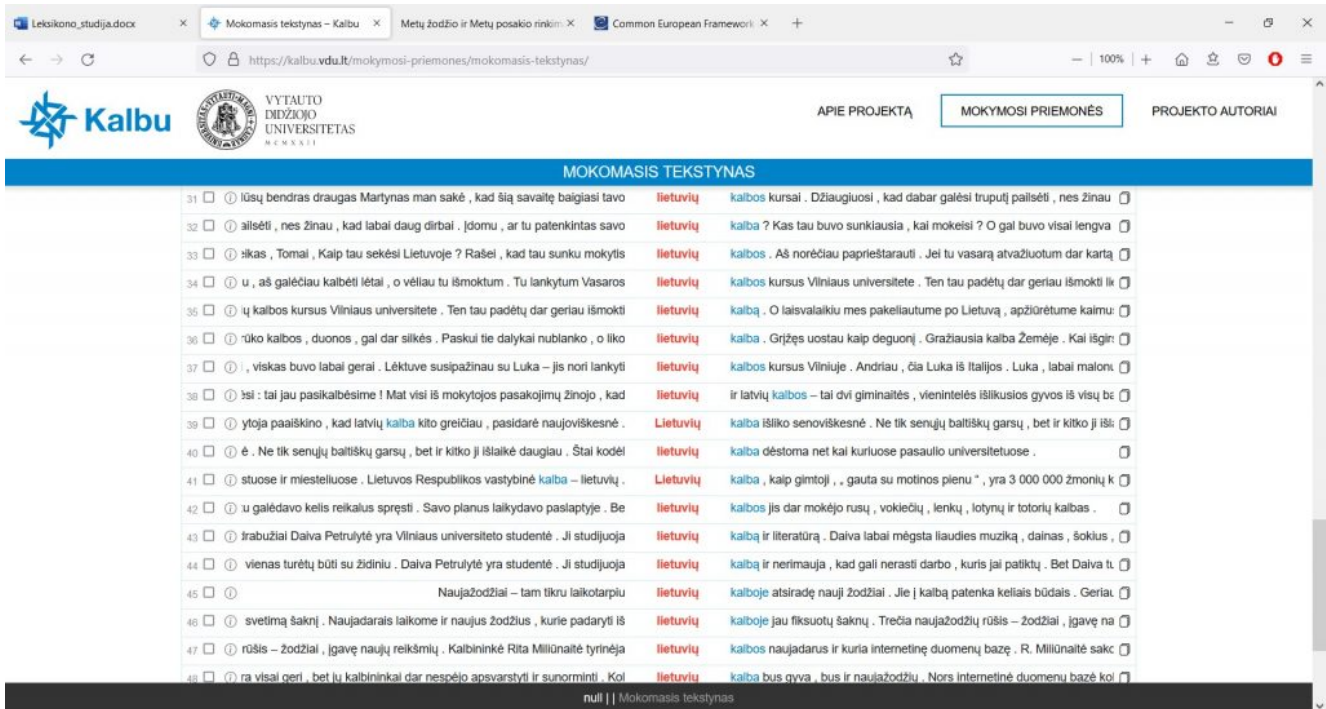 Leksikono_studija.docx
Mokomasis tekstynas – Kalbu
Metų žodžio ir Metų posakio rinkim
Common European Framework
https://kalbu.vdu.lt/mokymosi-priemones/mokomasis-tekstynas/
100%
Kalbu
VYTAUTO
DIDŽIOJO
UNIVERSITETAS
MCMXXII
APIE PROJEKTĄ
MOKYMOSI PRIEMONĖS
PROJEKTO AUTORIAI
MOKOMASIS TEKSTYNAS
31 lūsų bendras draugas Martynas man sakė , kad šią savaitę baigiasi tavo lietuvių kalbos kursai . Džiaugiuosi , kad dabar galėsi truputį pailsėti , nes žinau
32 ailsėti , nes žinau , kad labai daug dirbai . Įdomu , ar tu patenkintas savo lietuvių kalba ? Kas tau buvo sunkiausia , kai mokeisi ? O gal buvo visai lengva
33 eikas , Tomai , Kaip tau sekėsi Lietuvoje ? Rašei , kad tau sunku mokytis lietuvių kalbos . Aš norėčiau paprieštarauti . Jei tu vasarą atvažiuotum dar kartą
34 u , aš galėčiau kalbėti lėtai , o vėliau tu išmoktum . Tu lankytum Vasaros lietuvių kalbos kursus Vilniaus universitete . Ten tau padėtų dar geriau išmokti
35 ų kalbos kursus Vilniaus universitete . Ten tau padėtų dar geriau išmokti lietuvių kalbą . O laisvalaikiu mes pakeliautume po Lietuvą , apžiūrėtume
36 rūko kalbos , duonos , gal dar silkės . Paskui tie dalykai nublanko , o liko lietuvių kalba . Grįžęs uostau kaip deguonį . Gražiausia kalba Žemėje . Kai
37 , viskas buvo labai gerai . Lėktuve susipažinau su Luka – jis nori lankyti lietuvių kalbos kursus Vilniuje . Andriau , čia Luka iš Italijos . Luka , labai
38 ėsi : tai jau pasikalbėsime ! Mat visi iš mokytojos pasakojimų žinojo , kad lietuvių ir latvių kalbos – tai dvi giminaitės , vienintelės išlikusios gyvos iš visų
39 ytoja paaiškino , kad latvių kalba kito greičiau , pasidarė naujoviškesnė . Lietuvių kalba išliko senoviškesnė . Ne tik senųjų baltiškų garsų , bet ir kitko ji
40 ė . Ne tik senųjų baltiškų garsų , bet ir kitko ji išlaikė daugiau . Štai kodėl lietuvių kalba dėstoma net kai kuriuose pasaulio universitetuose .
41 stuose ir miesteliuose . Lietuvos Respublikos vastybinė kalba – lietuvių . Lietuvių kalba , kaip gimtoji , „ gauta su motinos pienu “ , yra 3 000 000 žmonių k
42 u galėdavo kelis reikalus spręsti . Savo planus laikydavo paslaptyje . Be lietuvių kalbos jis dar mokėjo rusų , vokiečių , lenkų , lotynų ir totorių kalbas .
43 drabužiai Daiva Petrulytė yra Vilniaus universiteto studentė . Ji studijuoja lietuvių kalbą ir literatūrą . Daiva labai mėgsta liaudies muziką , dainas , šokius ,
44 vienas turėtų būti su židiniu . Daiva Petrulytė yra studentė . Ji studijuoja lietuvių kalbą ir nerimauja , kad gali nerasti darbo , kuris jai patiktų . Bet Daiva
45 Naujažodžiai – tam tikru laikotarpiu lietuvių kalboje atsiradę nauji žodžiai . Jie į kalbą patenka keliais būdais .
46 svetimą šaknį . Naujadarais laikome ir naujus žodžius , kurie padaryti iš lietuvių kalboje jau fiksuotų šaknų . Trečia naujažodžių rūšis – žodžiai , įgavę na
47 rūšis – žodžiai , įgavę naujų reikšmių . Kalbininkė Rita Miliūnaitė tyrinėja lietuvių kalbos naujadarus ir kuria internetinę duomenų bazę . R. Miliūnaitė
48 ra visai geri , bet jų kalbininkai dar nespėjo apsvarstyti ir sunorminti . Kol lietuvių kalba bus gyva , bus ir naujažodžių . Nors internetinė duomenų bazė kol
null | | Mokomasis tekstynas